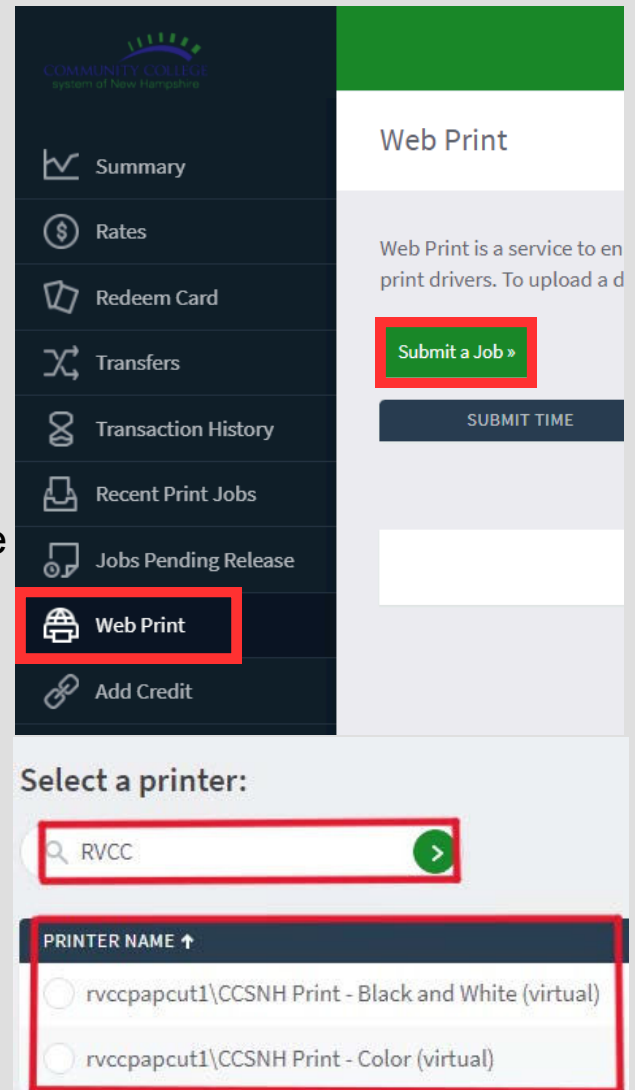 COMMUNITY COLLEGE
system of New Hampshire
Summary
Rates
Redeem Card
Transfers
Transaction History
Recent Print Jobs
Jobs Pending Release
Web Print
Add Credit
Web Print
Web Print is a service to en
print drivers. To upload a d
Submit a Job »
SUBMIT TIME
e
Select a printer:
RVCC
PRINTER NAME ↑
rvccpapcut1\CCSNH Print - Black and White (virtual)
rvccpapcut1\CCSNH Print - Color (virtual)